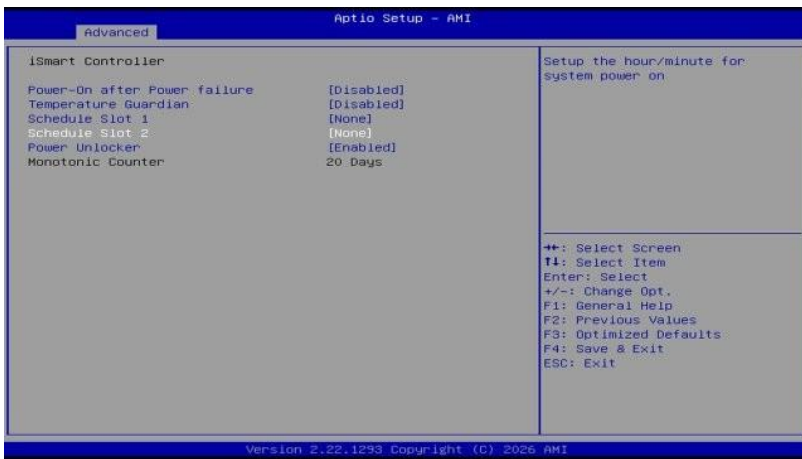 Aptio Setup – AMI
Advanced
iSmart Controller
Power-On after Power failure [Disabled]
Temperature Guardian [Disabled]
Schedule Slot 1 [None]
Schedule Slot 2 [None]
Power Unlocker [Enabled]
Monotonic Counter 20 Days
Setup the hour/minute for
system power on
→←: Select Screen
↑↓: Select Item
Enter: Select
+/-: Change Opt.
F1: General Help
F2: Previous Values
F3: Optimized Defaults
F4: Save & Exit
ESC: Exit
Version 2.22.1293 Copyright (C) 2026 AMI